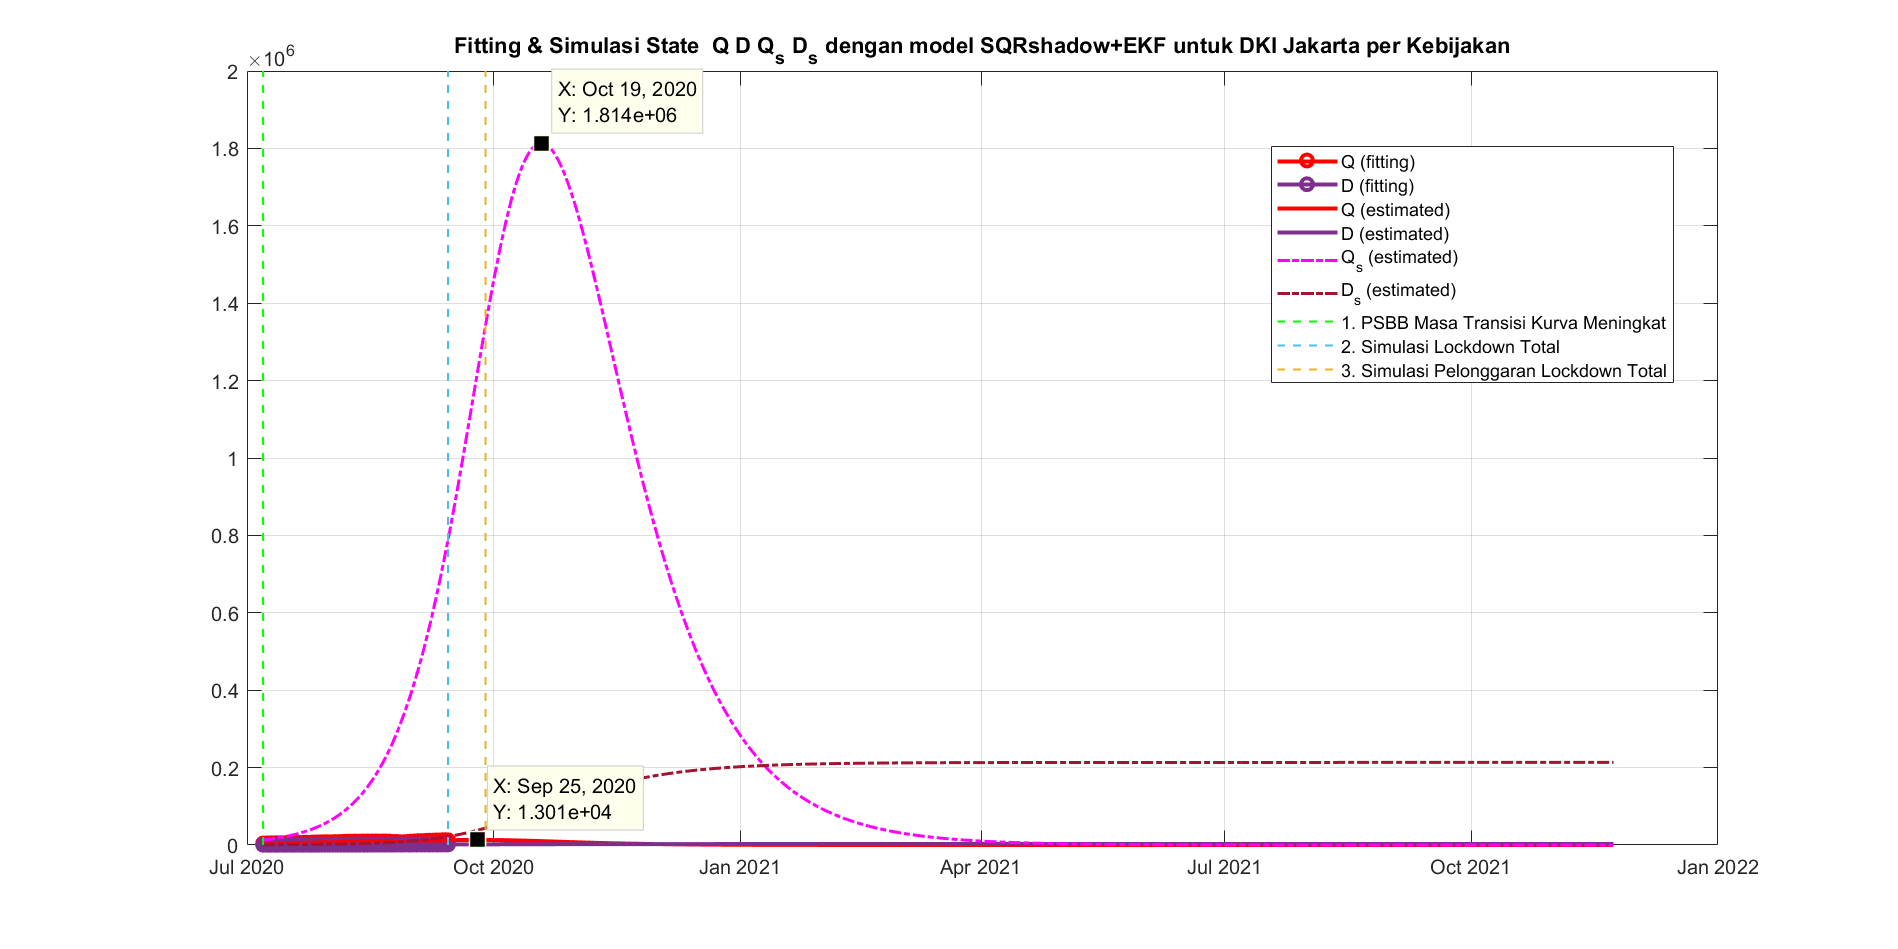 Fitting & Simulasi State Q D Qs Ds dengan model SQRshadow+EKF untuk DKI Jakarta per Kebijakan
×10^6
2
1.8
1.6
1.4
1.2
1
0.8
0.6
0.4
0.2
0
X: Oct 19, 2020
Y: 1.814e+06
X: Sep 25, 2020
Y: 1.301e+04
Q (fitting)
D (fitting)
Q (estimated)
D (estimated)
Qs (estimated)
Ds (estimated)
1. PSBB Masa Transisi Kurva Meningkat
2. Simulasi Lockdown Total
3. Simulasi Pelonggaran Lockdown Total
Jul 2020 Oct 2020 Jan 2021 Apr 2021 Jul 2021 Oct 2021 Jan 2022